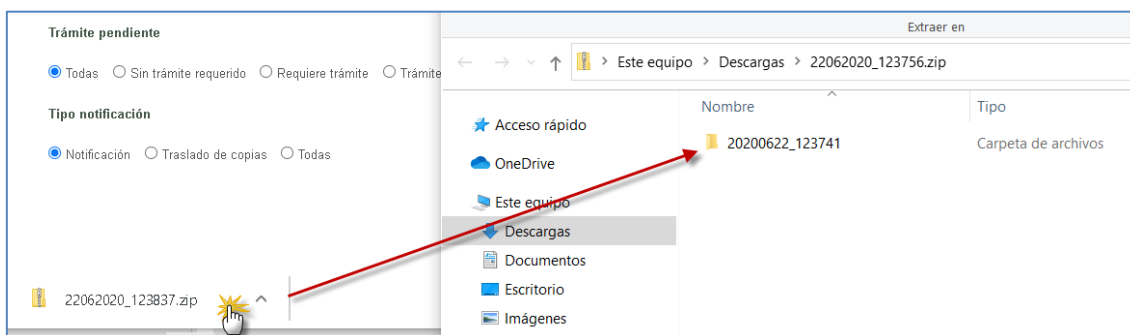 Trámite pendiente
Todas Sin trámite requerido Requiere trámite Trámite
Tipo notificación
Notificación Traslado de copias Todas
22062020_123837.zip
Extraer en
Este equipo > Descargas > 22062020_123756.zip
Nombre Tipo
Acceso rápido
20200622_123741 Carpeta de archivos
OneDrive
Este equipo
Descargas
Documentos
Escritorio
Imágenes